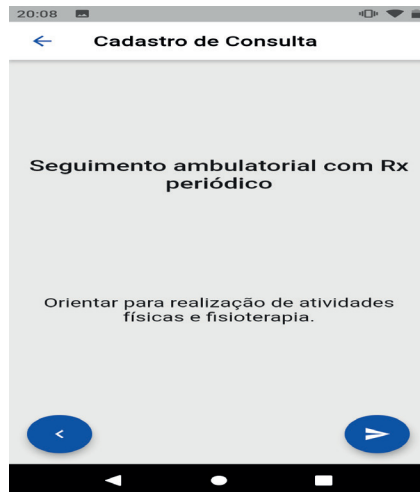 20:08
Cadastro de Consulta
Seguimento ambulatorial com Rx
periódico
Orientar para realização de atividades
físicas e fisioterapia.